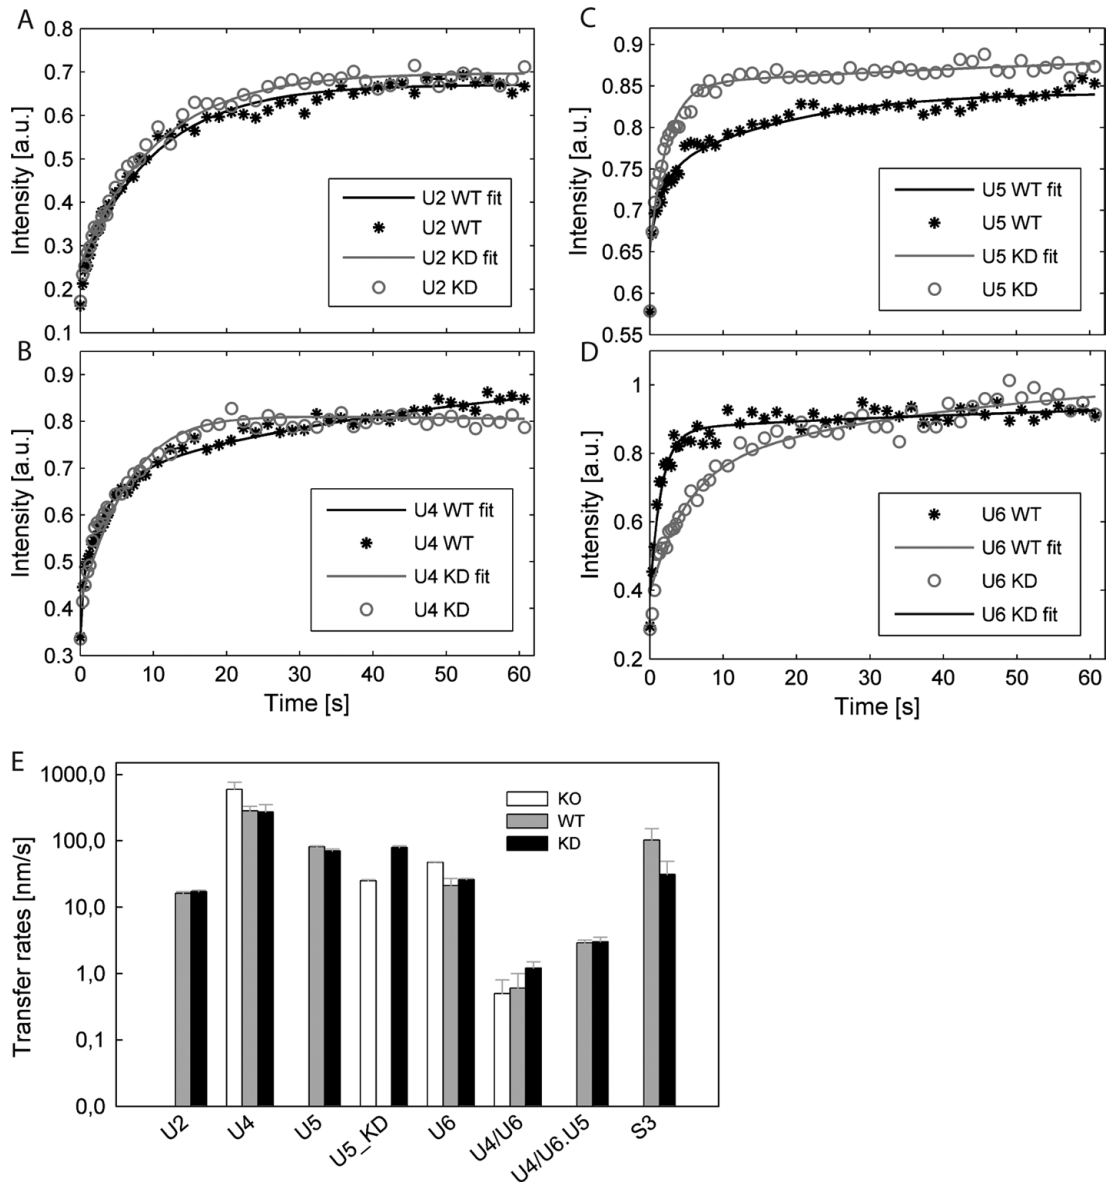 A
Intensity [a.u.]
0.8
0.7
0.6
0.5
0.4
0.3
0.2
0.1
U2 WT fit
U2 WT
U2 KD fit
U2 KD
C
Intensity [a.u.]
0.9
0.85
0.8
0.75
0.7
0.65
0.6
0.55
U5 WT fit
U5 WT
U5 KD fit
U5 KD
B
Intensity [a.u.]
0.9
0.8
0.7
0.6
0.5
0.4
0.3
U4 WT fit
U4 WT
U4 KD fit
U4 KD
0 10 20 30 40 50 60
Time [s]
D
Intensity [a.u.]
1
0.8
0.6
0.4
0.2
U6 WT
U6 WT fit
U6 KD
U6 KD fit
0 10 20 30 40 50 60
Time [s]
E
Transfer rates [nm/s]
1000,0
100,0
10,0
1,0
0,1
0,0
KO
WT
KD
U2
U4
U5
U5_KD
U6
U4/U6
U4/U6.U5
S3